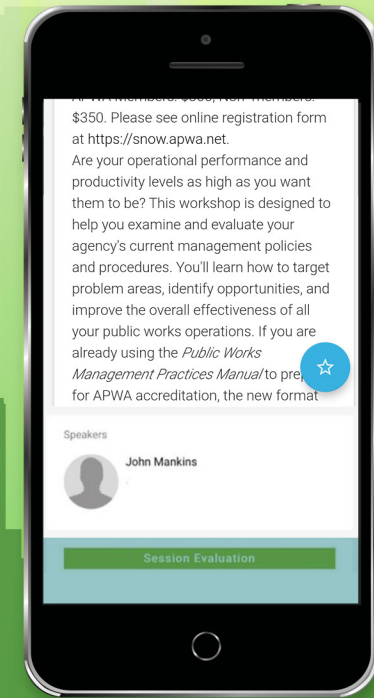 $350. Please see online registration form
at https://snow.apwa.net.
Are your operational performance and
productivity levels as high as you want
them to be? This workshop is designed to
help you examine and evaluate your
agency's current management policies
and procedures. You'll learn how to target
problem areas, identify opportunities, and
improve the overall effectiveness of all
your public works operations. If you are
already using the Public Works
Management Practices Manual to
for APWA accreditation, the new format
Speakers
John Mankins
Session Evaluation